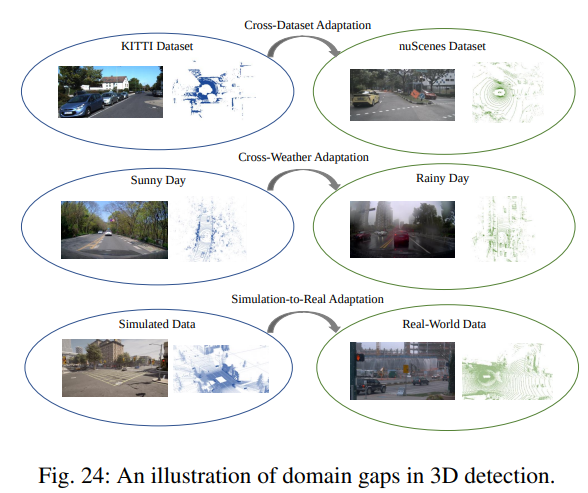 Cross-Dataset Adaptation
KITTI Dataset
nuScenes Dataset
Cross-Weather Adaptation
Sunny Day
Rainy Day
Simulation-to-Real Adaptation
Simulated Data
Real-World Data
Fig. 24: An illustration of domain gaps in 3D detection.